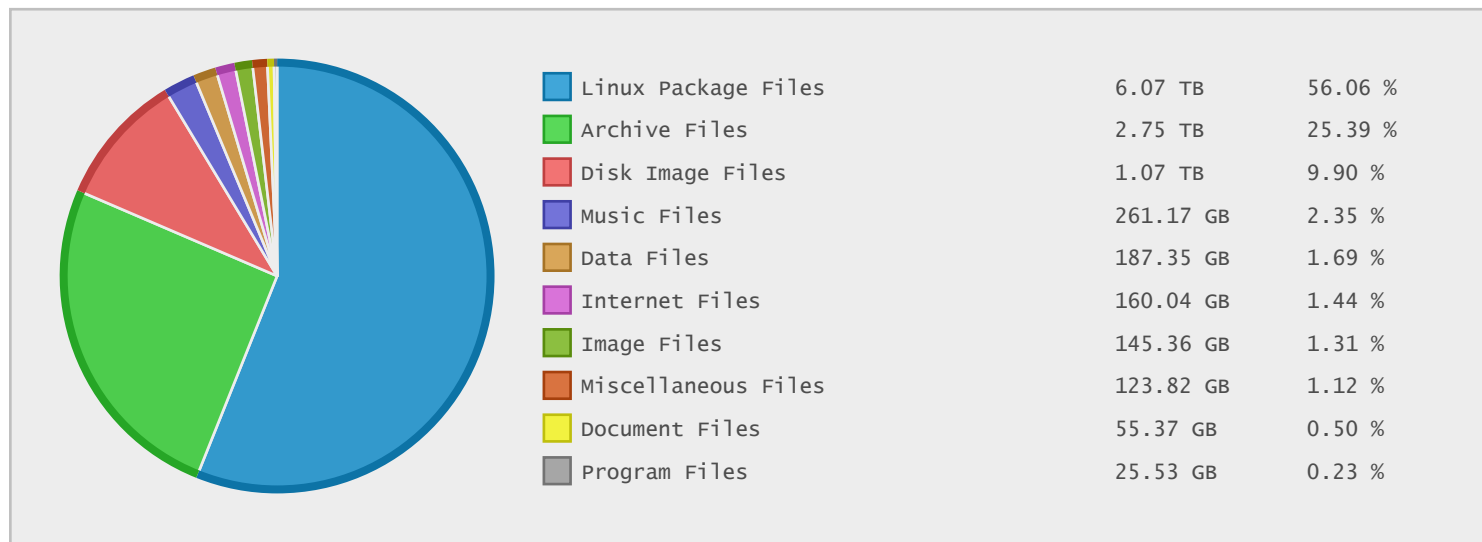 Linux Package Files 6.07 TB 56.06 %
Archive Files 2.75 TB 25.39 %
Disk Image Files 1.07 TB 9.90 %
Music Files 261.17 GB 2.35 %
Data Files 187.35 GB 1.69 %
Internet Files 160.04 GB 1.44 %
Image Files 145.36 GB 1.31 %
Miscellaneous Files 123.82 GB 1.12 %
Document Files 55.37 GB 0.50 %
Program Files 25.53 GB 0.23 %